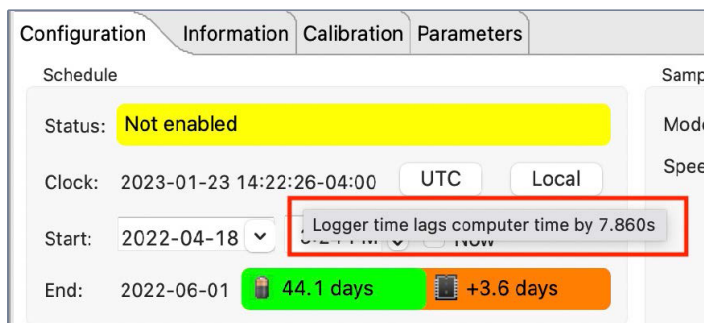 Configuration Information Calibration Parameters
Schedule Samp
Status: Not enabled Mode
Clock: 2023-01-23 14:22:26-04:00 UTC Local Spee
Logger time lags computer time by 7.860s
Start: 2022-04-18 Now
End: 2022-06-01 44.1 days +3.6 days